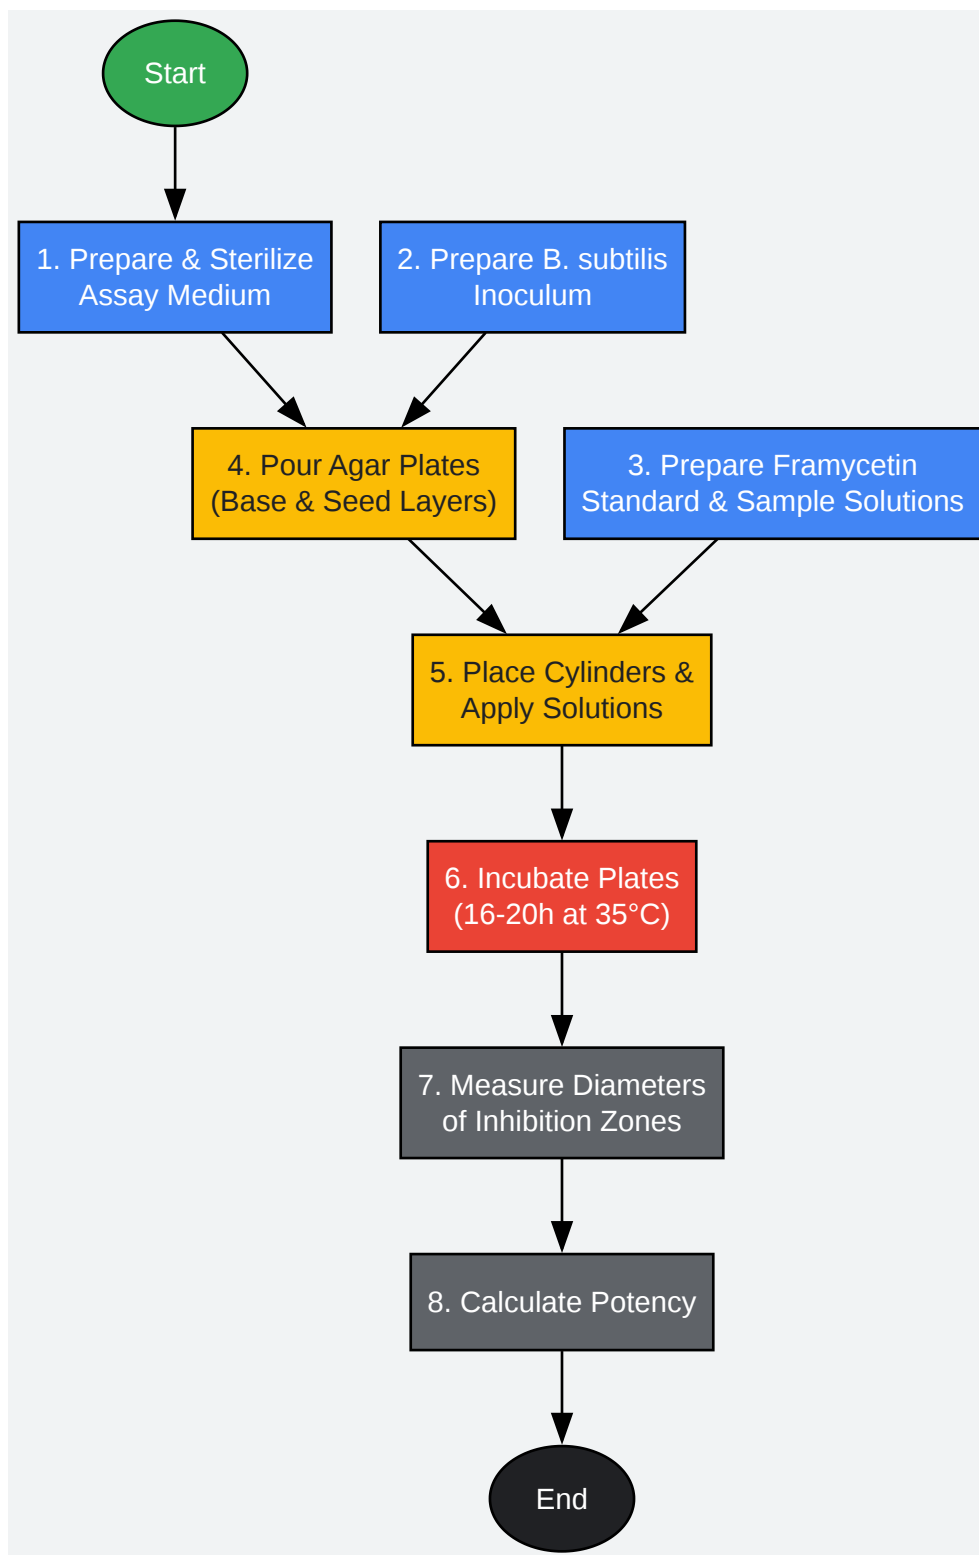 Start
1. Prepare & Sterilize
Assay Medium
2. Prepare B. subtilis
Inoculum
4. Pour Agar Plates
(Base & Seed Layers)
3. Prepare Framycetin
Standard & Sample Solutions
5. Place Cylinders &
Apply Solutions
6. Incubate Plates
(16-20h at 35°C)
7. Measure Diameters
of Inhibition Zones
8. Calculate Potency
End